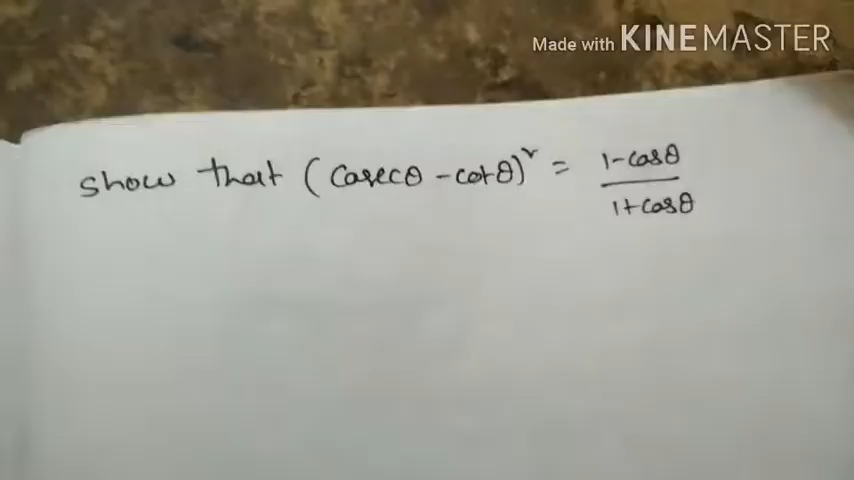 Made with KINEMASTER
show that (cosecθ - cotθ)² = 1-cosθ / 1+cosθ